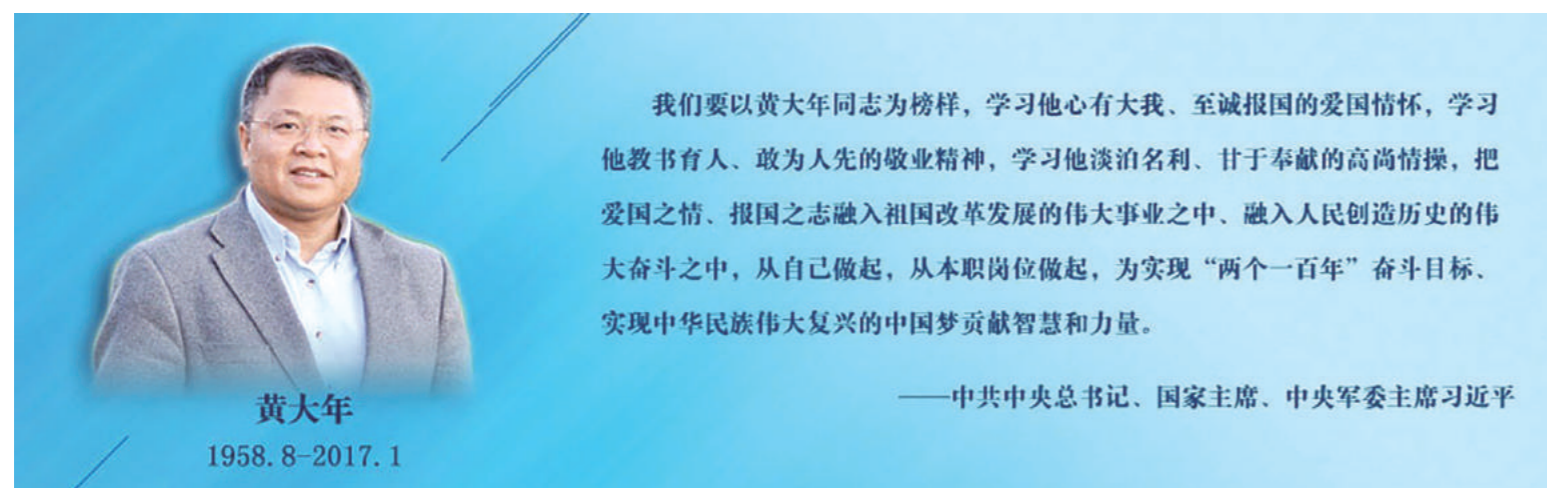 黄大年
1958.8-2017.1
我们要以黄大年同志为榜样，学习他心有大我、至诚报国的爱国情怀，学习
他教书育人、敢为人先的敬业精神，学习他淡泊名利、甘于奉献的高尚情操，把
爱国之情、报国之志融入祖国改革发展的伟大事业之中、融入人民创造历史的伟
大奋斗之中，从自己做起，从本职岗位做起，为实现“两个一百年”奋斗目标、
实现中华民族伟大复兴的中国梦贡献智慧和力量。
——中共中央总书记、国家主席、中央军委主席习近平